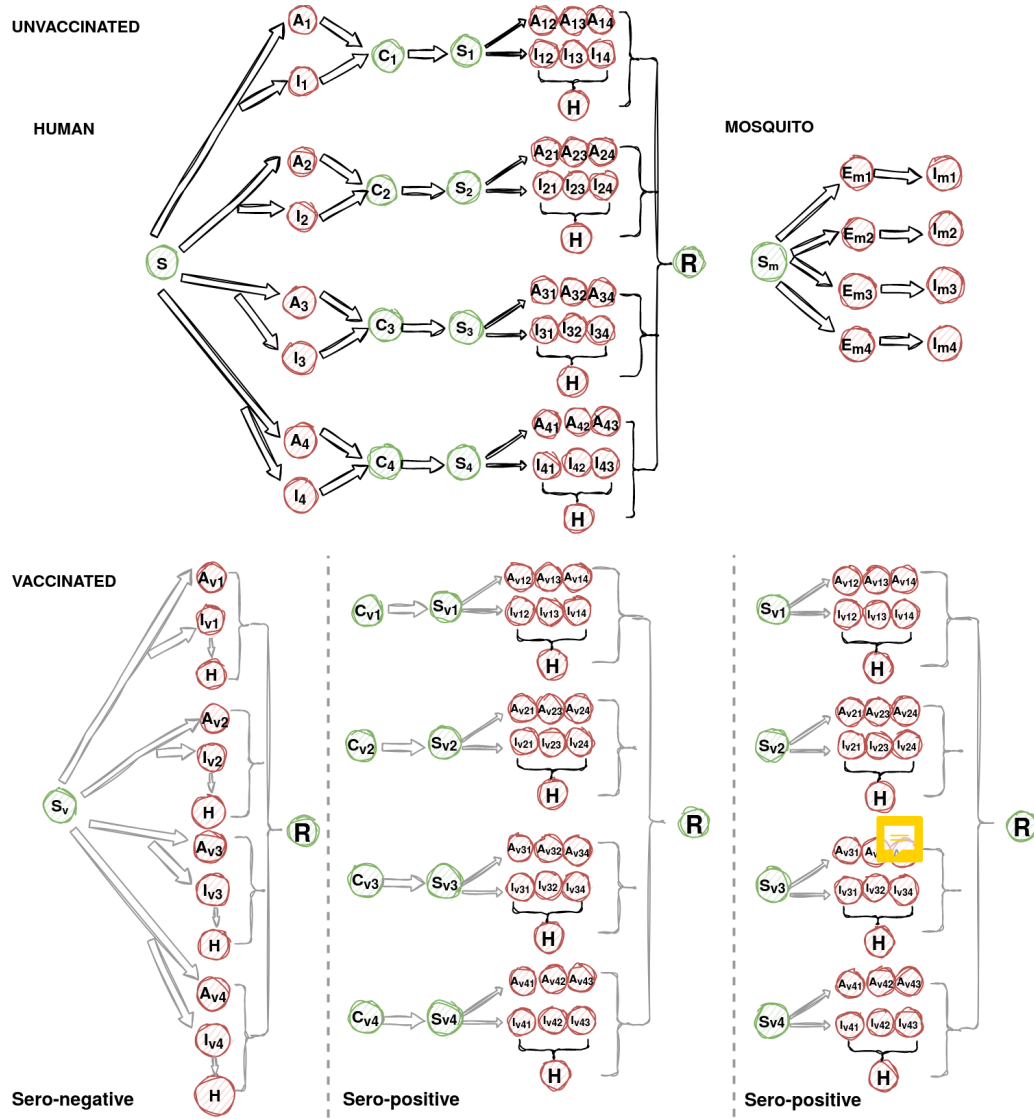 UNVACCINATED
HUMAN
A1
I1
C1
S1
A12 A13 A14
I12 I13 I14
H
A2
I2
C2
S2
A21 A23 A24
I21 I23 I24
H
S
A3
I3
C3
S3
A31 A32 A34
I31 I32 I34
H
A4
I4
C4
S4
A41 A42 A43
I41 I42 I43
H
R
MOSQUITO
Sm
Em1 Im1
Em2 Im2
Em3 Im3
Em4 Im4
VACCINATED
Sv
Av1
Iv1
H
Av2
Iv2
H
Av3
Iv3
H
Av4
Iv4
H
R
Sero-negative
Cv1 Sv1
Av12 Av13 Av14
Iv12 Iv13 Iv14
H
Cv2 Sv2
Av21 Av23 Av24
Iv21 Iv23 Iv24
H
Cv3 Sv3
Av31 Av32 Av34
Iv31 Iv32 Iv34
H
Cv4 Sv4
Av41 Av42 Av43
Iv41 Iv42 Iv43
H
R
Sero-positive
Sv1
Av12 Av13 Av14
Iv12 Iv13 Iv14
H
Sv2
Av21 Av23 Av24
Iv21 Iv23 Iv24
H
Sv3
Av31
Iv31 Iv32 Iv34
H
Sv4
Av41 Av42 Av43
Iv41 Iv42 Iv43
H
R
Sero-positive